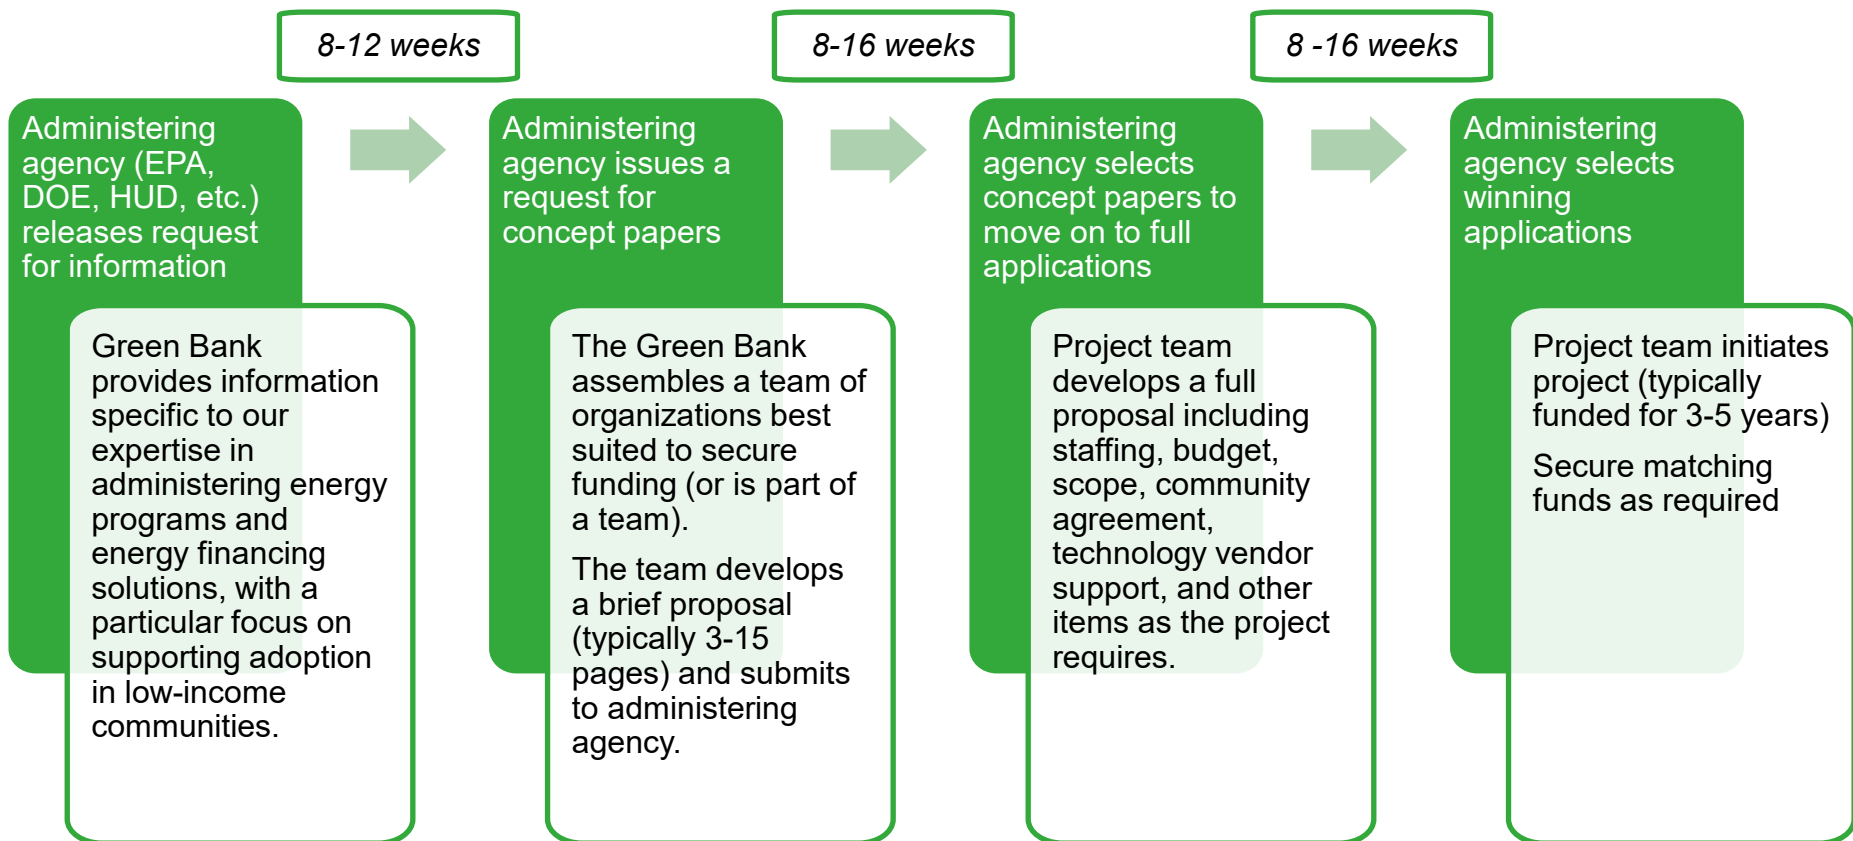 8-12 weeks
8-16 weeks
8 -16 weeks
Administering
agency (EPA,
DOE, HUD, etc.)
releases request
for information
Green Bank
provides information
specific to our
expertise in
administering energy
programs and
energy financing
solutions, with a
particular focus on
supporting adoption
in low-income
communities.
Administering
agency issues a
request for
concept papers
The Green Bank
assembles a team of
organizations best
suited to secure
funding (or is part of
a team).
The team develops
a brief proposal
(typically 3-15
pages) and submits
to administering
agency.
Administering
agency selects
concept papers to
move on to full
applications
Project team
develops a full
proposal including
staffing, budget,
scope, community
agreement,
technology vendor
support, and other
items as the project
requires.
Administering
agency selects
winning
applications
Project team initiates
project (typically
funded for 3-5 years)
Secure matching
funds as required